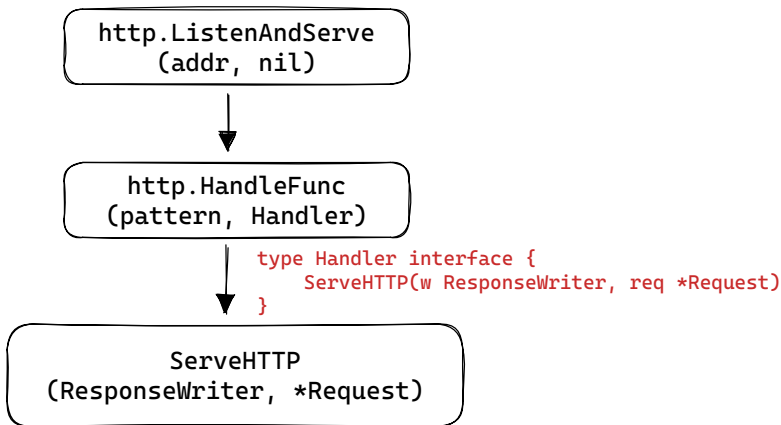 http.ListenAndServe
(addr, nil)
http.HandleFunc
(pattern, Handler)
type Handler interface {
    ServeHTTP(w ResponseWriter, req *Request)
}
ServeHTTP
(ResponseWriter, *Request)